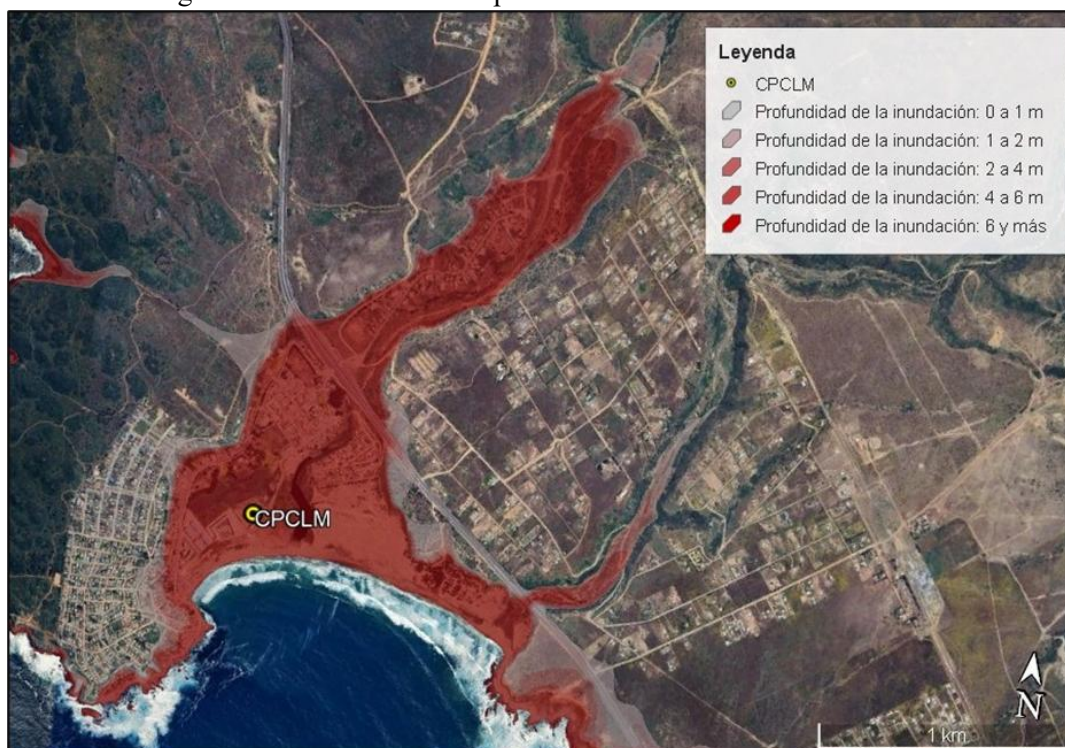 Leyenda
CPCLM
Profundidad de la inundación: 0 a 1 m
Profundidad de la inundación: 1 a 2 m
Profundidad de la inundación: 2 a 4 m
Profundidad de la inundación: 4 a 6 m
Profundidad de la inundación: 6 y más
CPCLM
N
1 km